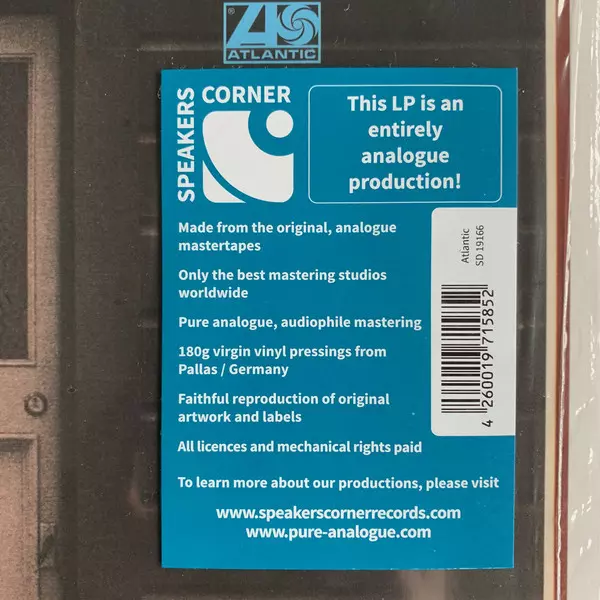 ATLANTIC
SPEAKERS
CORNER
This LP is an
entirely
analogue
production!
Made from the original, analogue
mastertapes
Only the best mastering studios
worldwide
Pure analogue, audiophile mastering
180g virgin vinyl pressings from
Pallas / Germany
Faithful reproduction of original
artwork and labels
All licences and mechanical rights paid
Atlantic
SD 19166
4 260019 715852
To learn more about our productions, please visit
www.speakerscornerrecords.com
www.pure-analogue.com